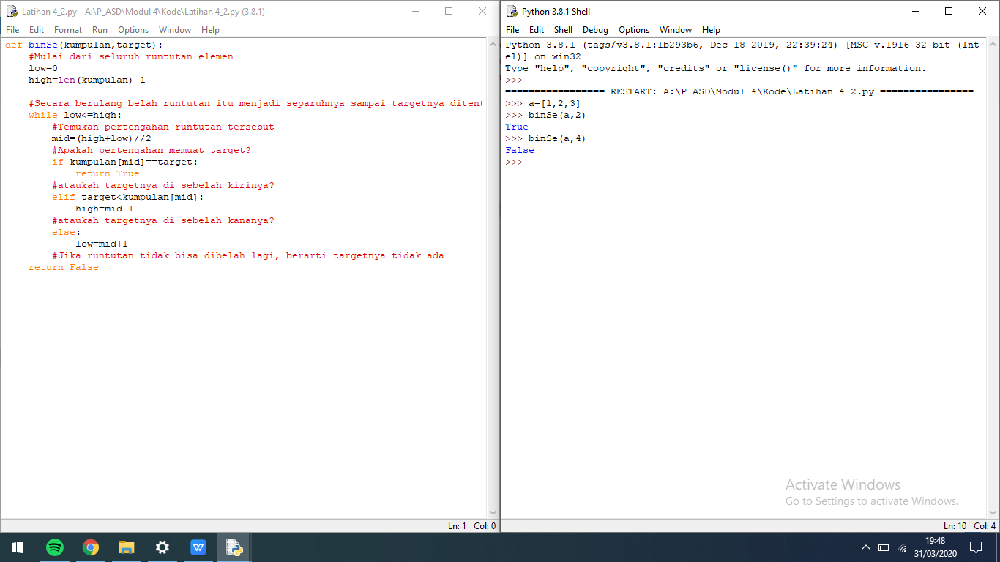 Latihan 4_2.py - A:\P_ASD\Modul 4\Kode\Latihan 4_2.py (3.8.1)
File Edit Format Run Options Window Help
def binSe(kumpulan,target):
    #Mulai dari seluruh runtutan elemen
    low=0
    high=len(kumpulan)-1
    #Secara berulang belah runtutan itu menjadi separuhnya sampai targetnya ditent
    while low<=high:
        #Temukan pertengahan runtutan tersebut
        mid=(high+low)//2
        #Apakah pertengahan memuat target?
        if kumpulan[mid]==target:
            return True
        #ataukah targetnya di sebelah kirinya?
        elif target<kumpulan[mid]:
            high=mid-1
        #ataukah targetnya di sebelah kananya?
        else:
            low=mid+1
        #Jika runtutan tidak bisa dibelah lagi, berarti targetnya tidak ada
    return False
Ln: 1 Col: 0
Python 3.8.1 Shell
File Edit Shell Debug Options Window Help
Python 3.8.1 (tags/v3.8.1:1b293b6, Dec 18 2019, 22:39:24) [MSC v.1916 32 bit (Int
el)] on win32
Type "help", "copyright", "credits" or "license()" for more information.
>>>
================= RESTART: A:\P_ASD\Modul 4\Kode\Latihan 4_2.py ================
>>> a=[1,2,3]
>>> binSe(a,2)
True
>>> binSe(a,4)
False
>>>
Activate Windows
Go to Settings to activate Windows.
Ln: 10 Col: 4
W
19:48
31/03/2020